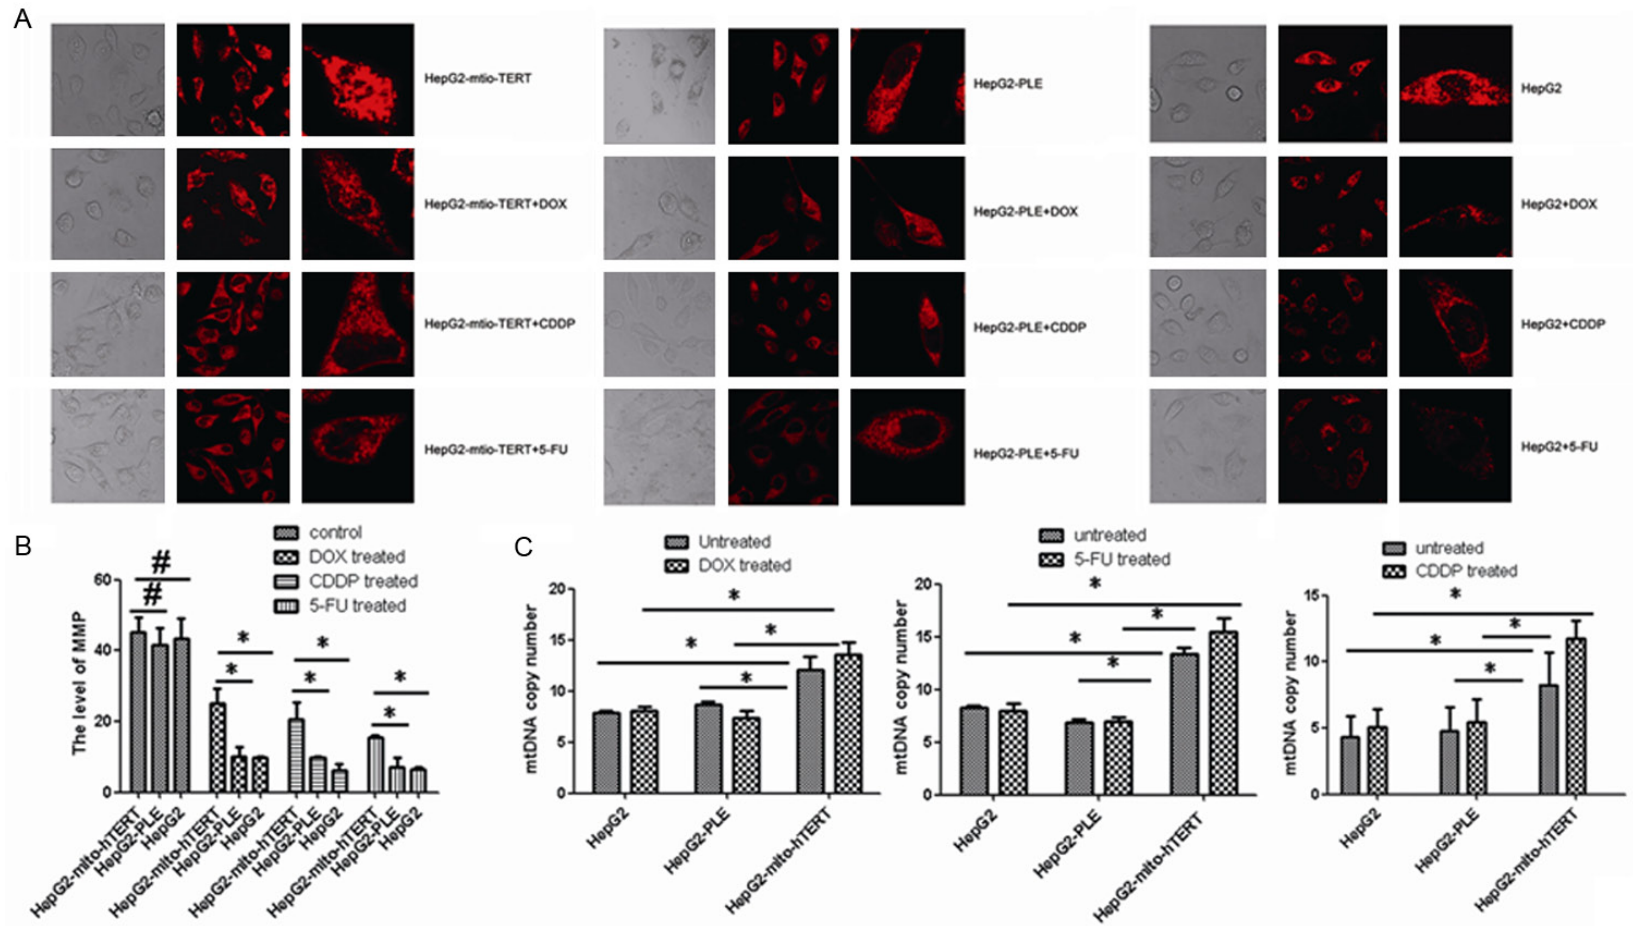 A
HepG2-mtio-TERT
HepG2-PLE
HepG2
HepG2-mtio-TERT+DOX
HepG2-PLE+DOX
HepG2+DOX
HepG2-mtio-TERT+CDDP
HepG2-PLE+CDDP
HepG2+CDDP
HepG2-mtio-TERT+5-FU
HepG2-PLE+5-FU
HepG2+5-FU
B
control
DOX treated
CDDP treated
5-FU treated
The level of MMP
60
40
20
0
#
#
*
*
*
*
*
*
HepG2-mito-hTERT
HepG2-PLE
HepG2
HepG2-mito-hTERT
HepG2-PLE
HepG2
HepG2-mito-hTERT
HepG2-PLE
HepG2
HepG2-mito-hTERT
HepG2-PLE
HepG2
C
Untreated
DOX treated
mtDNA copy number
20
15
10
5
0
*
*
*
*
HepG2
HepG2-PLE
HepG2-mito-hTERT
untreated
5-FU treated
mtDNA copy number
20
15
10
5
0
*
*
*
*
HepG2
HepG2-PLE
HepG2-mito-hTERT
untreated
CDDP treated
mtDNA copy number
15
10
5
0
*
*
*
*
HepG2
HepG2-PLE
HepG2-mito-hTERT